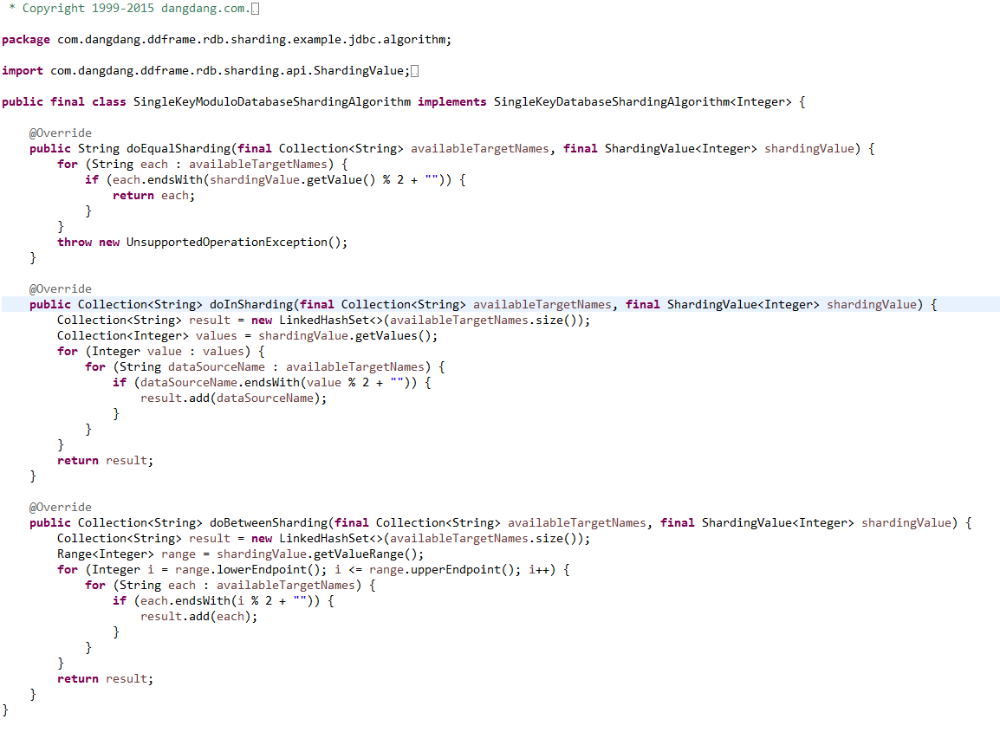 * Copyright 1999-2015 dangdang.com.
package com.dangdang.ddframe.rdb.sharding.example.jdbc.algorithm;
import com.dangdang.ddframe.rdb.sharding.api.ShardingValue;
public final class SingleKeyModuloDatabaseShardingAlgorithm implements SingleKeyDatabaseShardingAlgorithm<Integer> {
    @Override
    public String doEqualSharding(final Collection<String> availableTargetNames, final ShardingValue<Integer> shardingValue) {
        for (String each : availableTargetNames) {
            if (each.endsWith(shardingValue.getValue() % 2 + "")) {
                return each;
            }
        }
        throw new UnsupportedOperationException();
    }
    @Override
    public Collection<String> doInSharding(final Collection<String> availableTargetNames, final ShardingValue<Integer> shardingValue) {
        Collection<String> result = new LinkedHashSet<>(availableTargetNames.size());
        Collection<Integer> values = shardingValue.getValues();
        for (Integer value : values) {
            for (String dataSourceName : availableTargetNames) {
                if (dataSourceName.endsWith(value % 2 + "")) {
                    result.add(dataSourceName);
                }
            }
        }
        return result;
    }
    @Override
    public Collection<String> doBetweenSharding(final Collection<String> availableTargetNames, final ShardingValue<Integer> shardingValue) {
        Collection<String> result = new LinkedHashSet<>(availableTargetNames.size());
        Range<Integer> range = shardingValue.getValueRange();
        for (Integer i = range.lowerEndpoint(); i <= range.upperEndpoint(); i++) {
            for (String each : availableTargetNames) {
                if (each.endsWith(i % 2 + "")) {
                    result.add(each);
                }
            }
        }
        return result;
    }
}